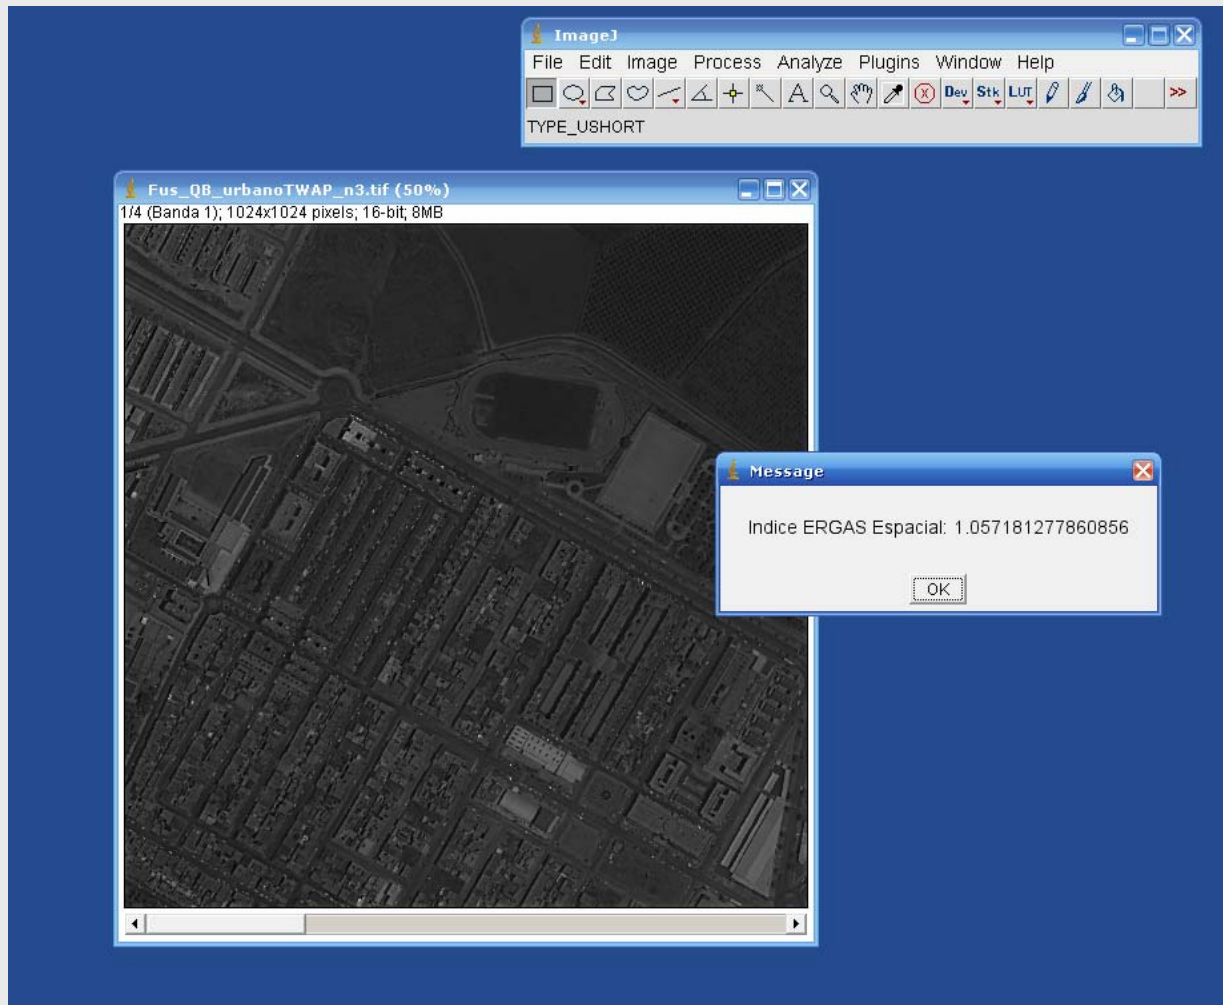 ImageJ
File Edit Image Process Analyze Plugins Window Help
A Dev Stk LUT >>
TYPE_USHORT
Fus_QB_urbanoTWAP_n3.tif (50%)
1/4 (Banda 1); 1024x1024 pixels; 16-bit; 8MB
Message
Indice ERGAS Espacial: 1.057181277860856
OK